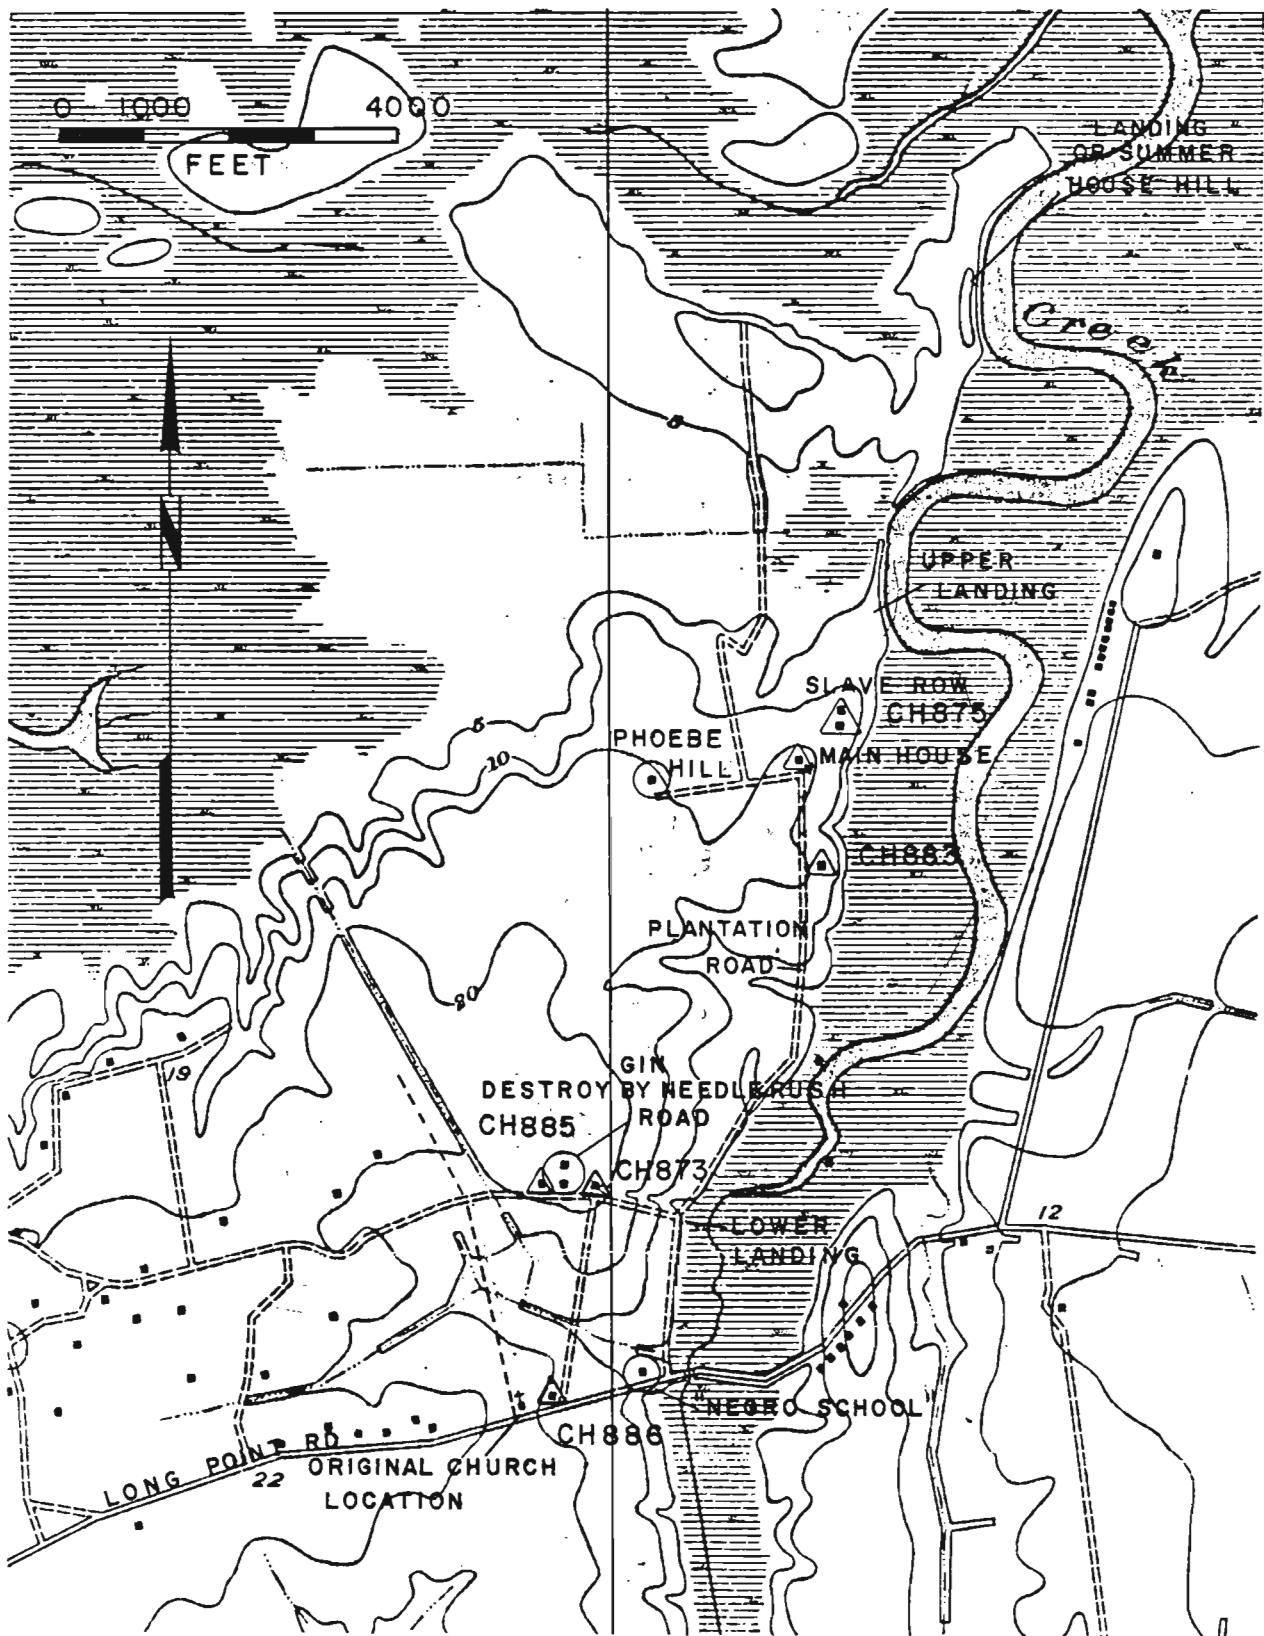 0 1000 4000
FEET
LANDING
OR SUMMER
HOUSE HILL
Creek
5
UPPER
LANDING
SLAVE ROW
CH875
5
PHOEBE
HILL
MAIN HOUSE
10
CH883
PLANTATION
ROAD
20
GIN
DESTROY BY NEEDLERUSH
ROAD
19
CH885
CH873
12
LOWER
LANDING
"NEGRO SCHOOL"
CH886
LONG POINT RD
22
ORIGINAL CHURCH
LOCATION